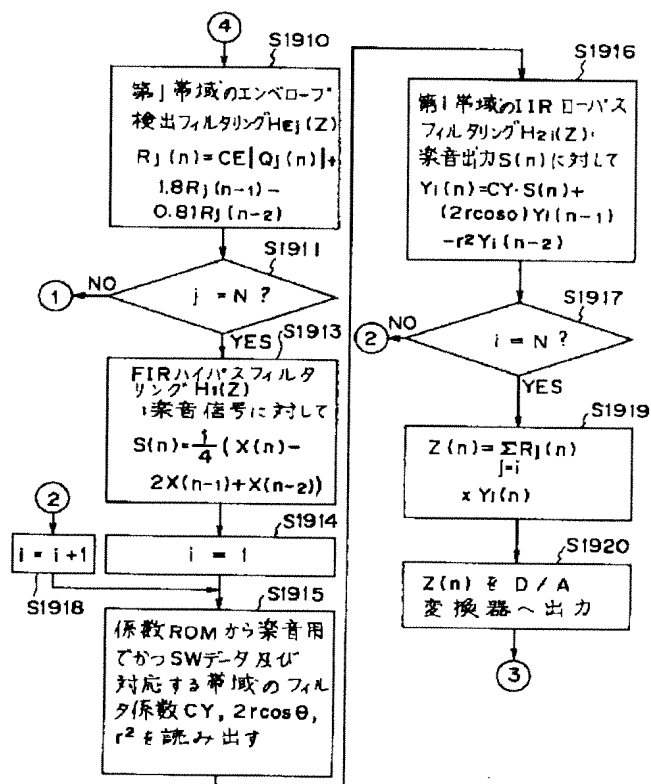 ④
S1910
第j帯域のエンベロープ
検出フィルタリングHEj(Z)
Rj(n)=CE|Qj(n)|+
1.8Rj(n-1)-
0.81Rj(n-2)
S1911
NO
①
j = N ?
YES
S1913
FIRハイパスフィルタ
リングH1(Z)
:楽音信号に対して
S(n)=1/4(X(n)-
2X(n-1)+X(n-2))
②
S1914
i = i+1
i = 1
S1918
S1915
係数ROMから楽音用
でかつSWデータ及び
対応する帯域のフィル
タ係数CY, 2rcosθ,
r²を読み出す
S1916
第i帯域のIIRローパス
フィルタリングH2i(Z):
楽音出力S(n)に対して
Yi(n)=CY·S(n)+
(2rcosθ)Yi(n-1)
-r²Yi(n-2)
S1917
NO
②
i = N ?
YES
S1919
Z(n)=ΣRj(n)
j=i
x Yi(n)
S1920
Z(n)をD/A
変換器へ出力
③